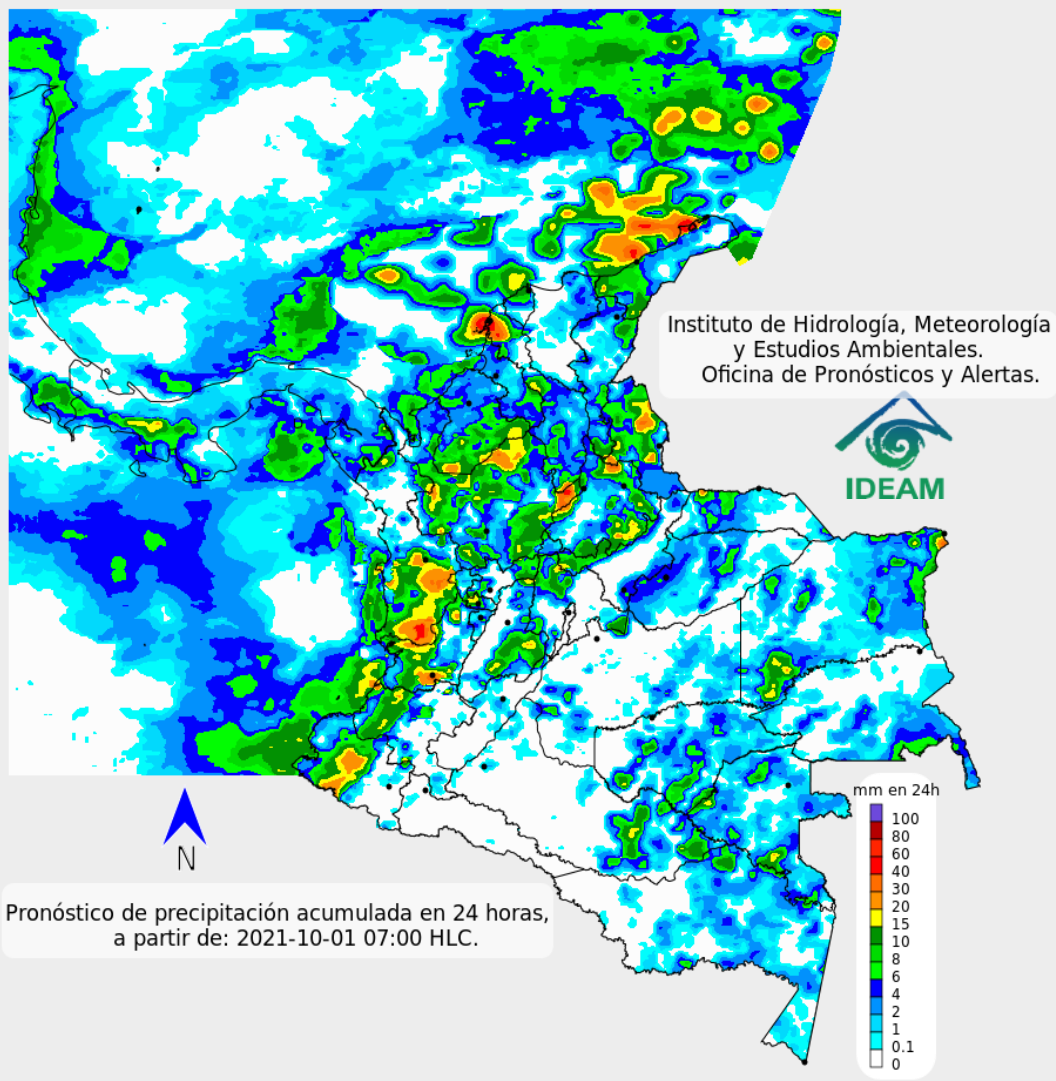 Instituto de Hidrología, Meteorología
y Estudios Ambientales.
Oficina de Pronósticos y Alertas.
IDEAM
mm en 24h
100
80
60
40
30
20
15
10
8
6
4
2
1
0.1
0
N
Pronóstico de precipitación acumulada en 24 horas,
a partir de: 2021-10-01 07:00 HLC.